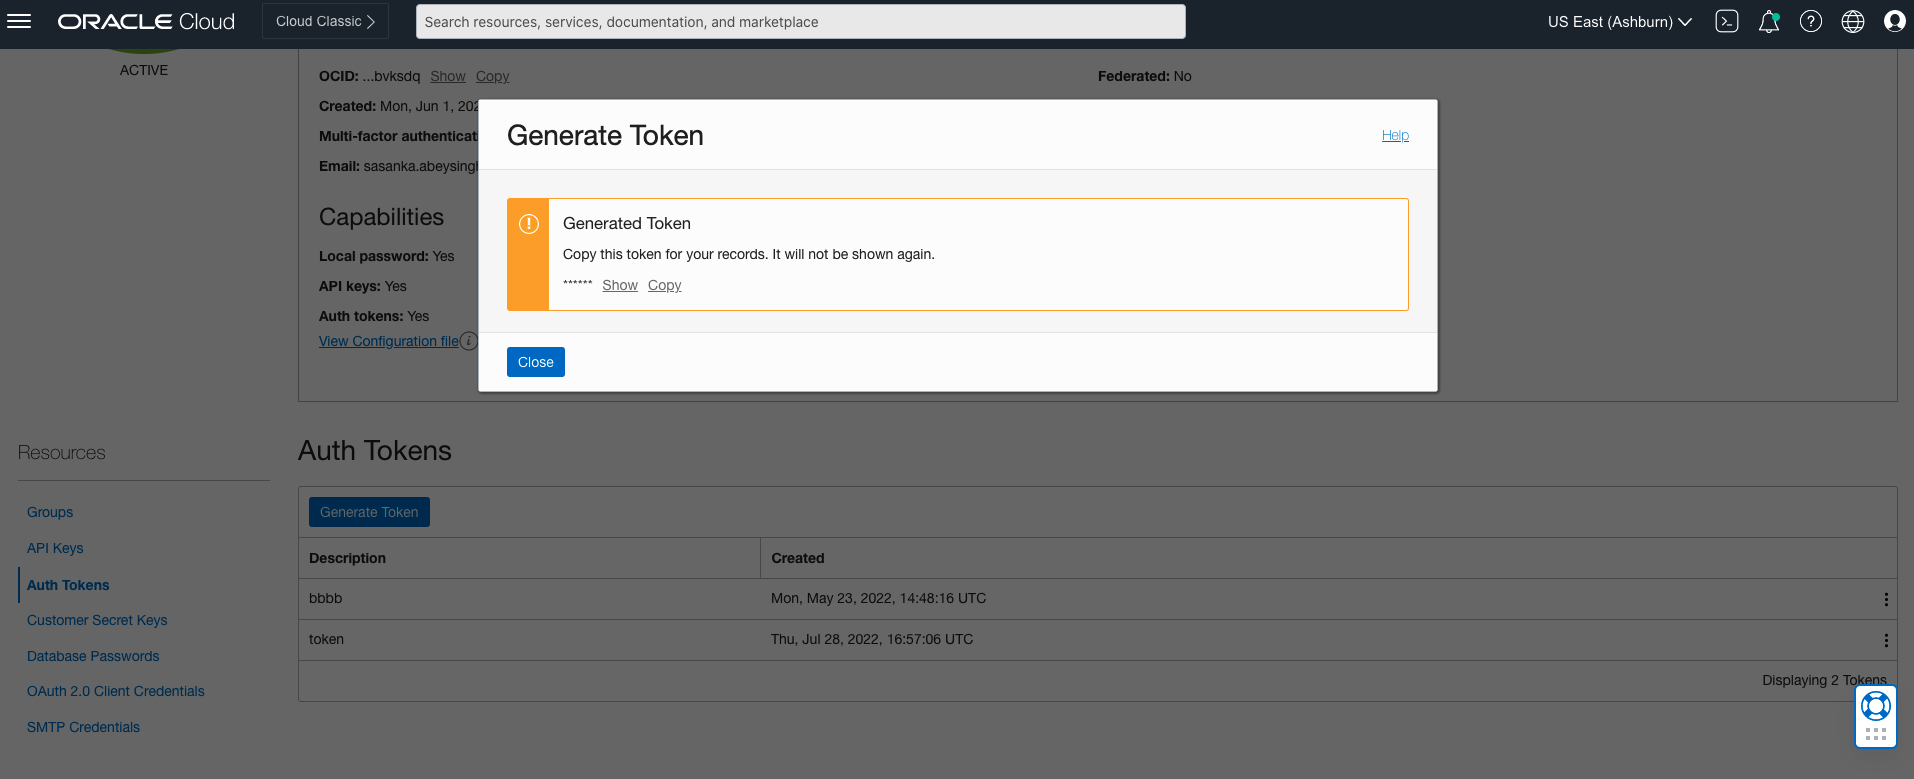 ORACLE Cloud
Cloud Classic
Search resources, services, documentation, and marketplace
US East (Ashburn)
ACTIVE
OCID: ...bvksdq Show Copy
Federated: No
Created: Mon, Jun 1, 202
Multi-factor authenticat
Email: sasanka.abeysingh
Capabilities
Local password: Yes
API keys: Yes
Auth tokens: Yes
View Configuration file
Generate Token
Help
Generated Token
Copy this token for your records. It will not be shown again.
****** Show Copy
Close
Resources
Groups
API Keys
Auth Tokens
Customer Secret Keys
Database Passwords
OAuth 2.0 Client Credentials
SMTP Credentials
Auth Tokens
Generate Token
Description Created
bbbb Mon, May 23, 2022, 14:48:16 UTC
token Thu, Jul 28, 2022, 16:57:06 UTC
Displaying 2 Tokens